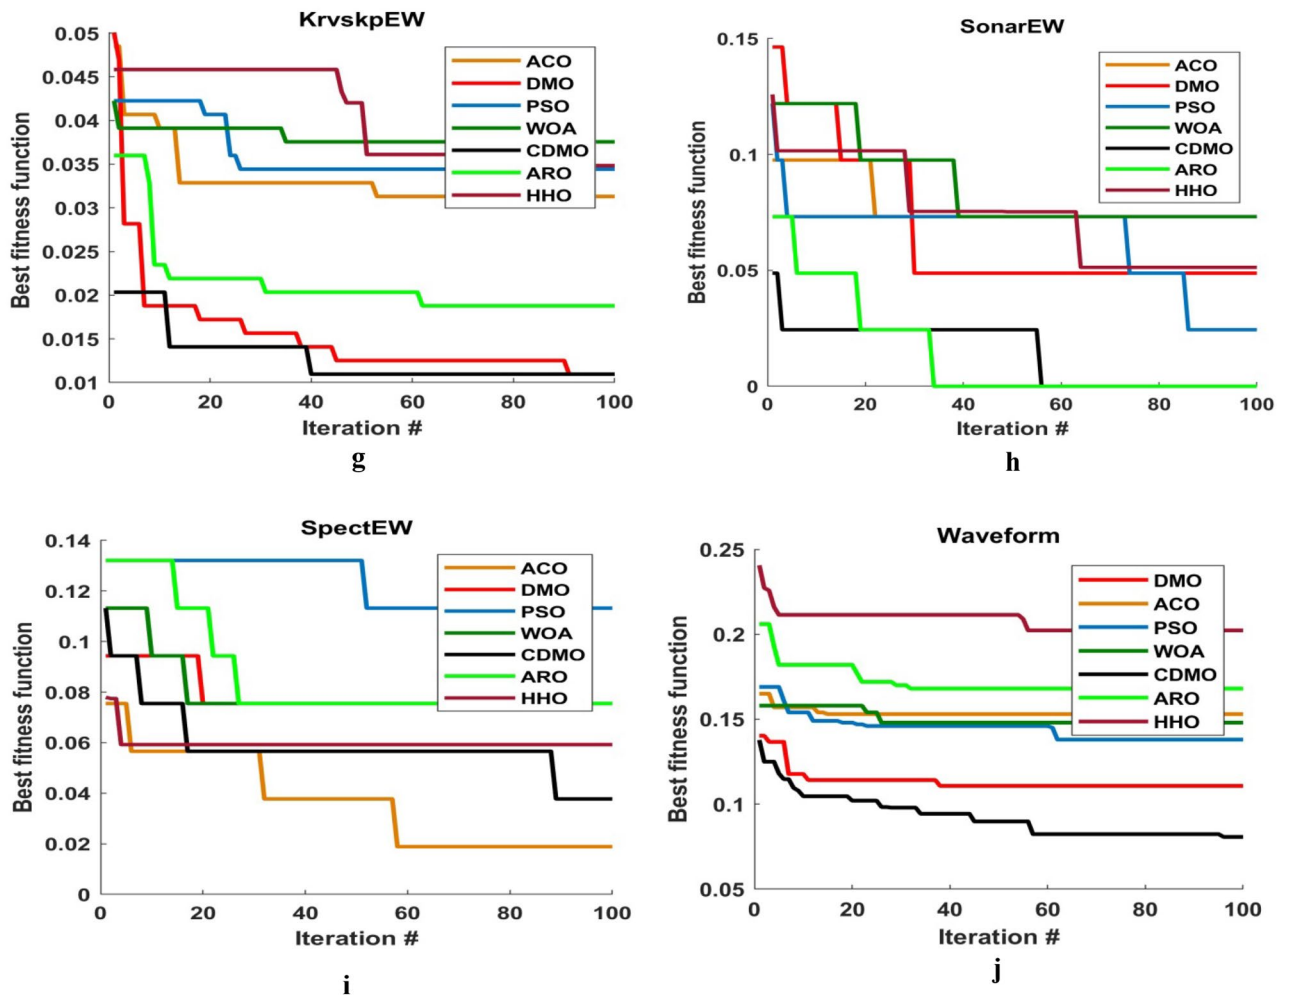 KrvskpEW
0.05
0.045
0.04
0.035
0.03
0.025
0.02
0.015
0.01
Best fitness function
0 20 40 60 80 100
Iteration #
ACO
DMO
PSO
WOA
CDMO
ARO
HHO
g
SonarEW
0.15
0.1
0.05
0
Best fitness function
0 20 40 60 80 100
Iteration #
ACO
DMO
PSO
WOA
CDMO
ARO
HHO
h
SpectEW
0.14
0.12
0.1
0.08
0.06
0.04
0.02
0
Best fitness function
0 20 40 60 80 100
Iteration #
ACO
DMO
PSO
WOA
CDMO
ARO
HHO
i
Waveform
0.25
0.2
0.15
0.1
0.05
Best fitness function
0 20 40 60 80 100
Iteration #
DMO
ACO
PSO
WOA
CDMO
ARO
HHO
j